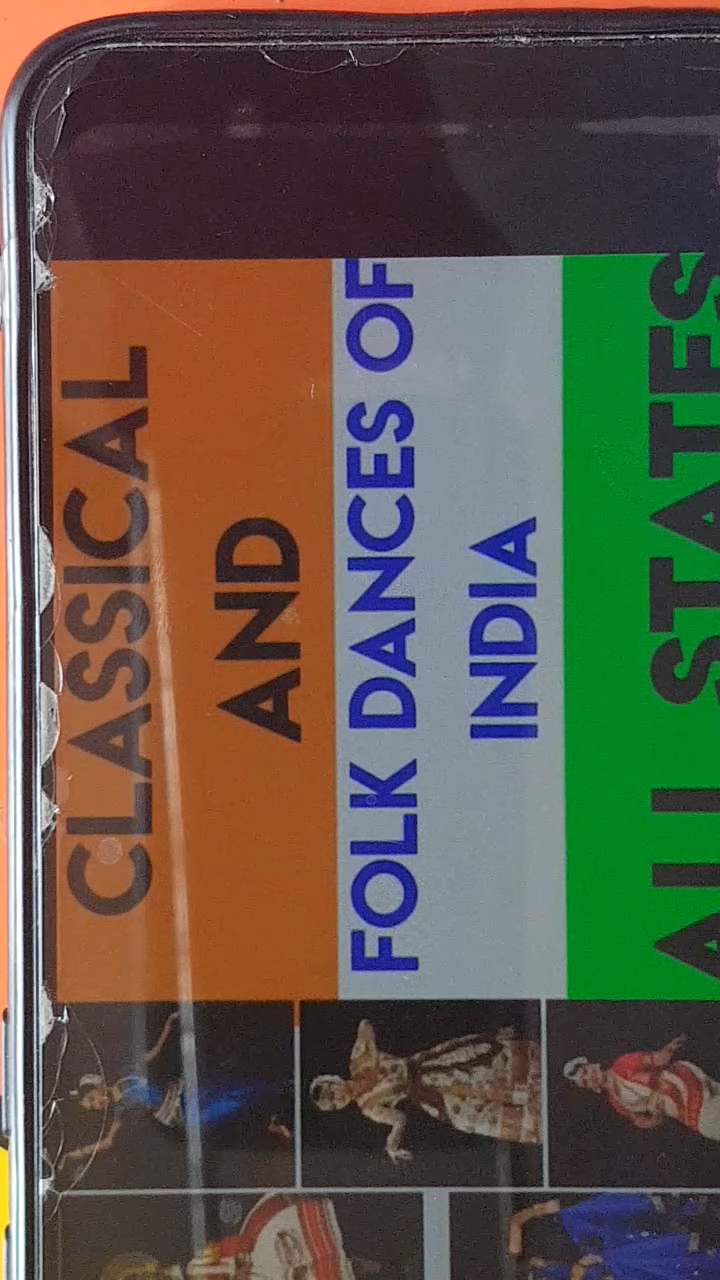 CLASSICAL
AND
FOLK DANCES OF
INDIA
ALL STATES